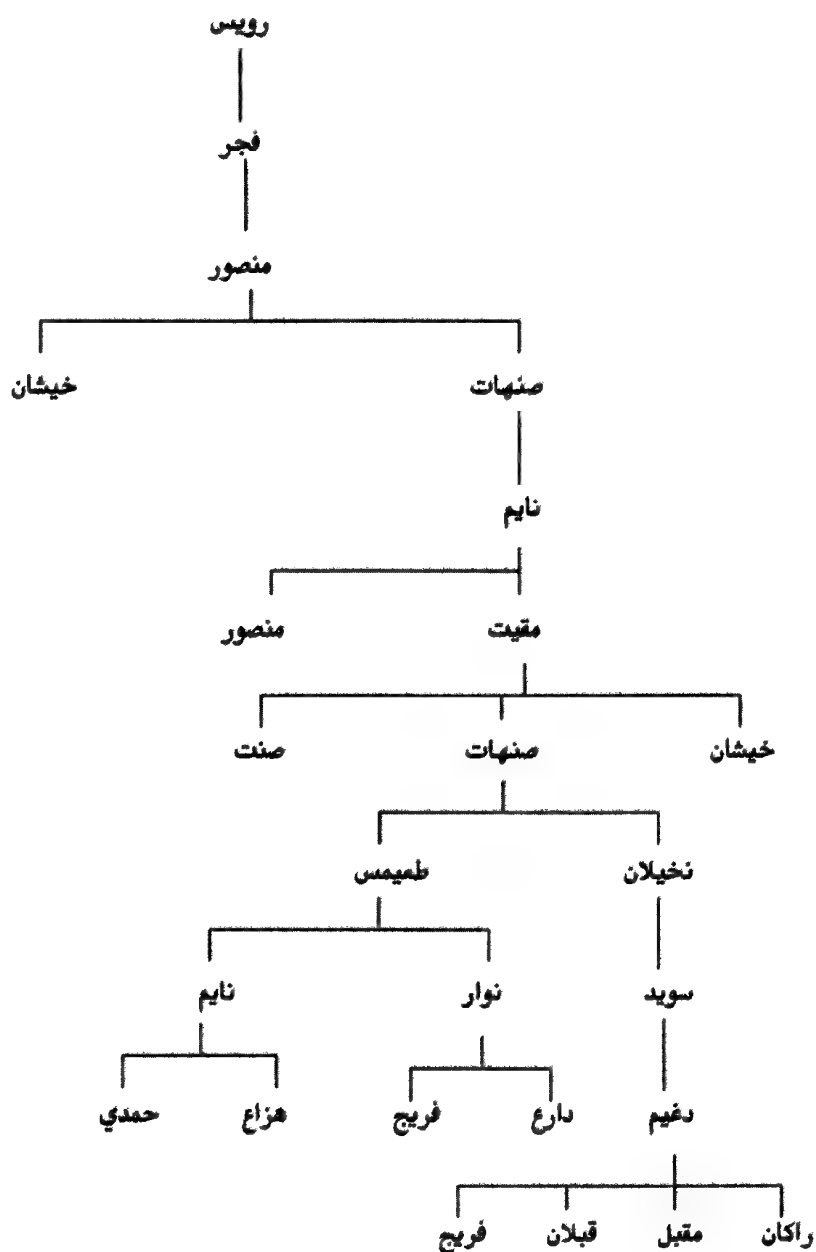 رويس
فجر
منصور
صنهات
خيشان
نايم
مقيت
منصور
خيشان
صنهات
صنت
نخيلان
طعيمس
سويد
نوار
نايم
دغيم
دارع
فريج
هزاع
حمدي
راكان
مقبل
قبلان
فريج